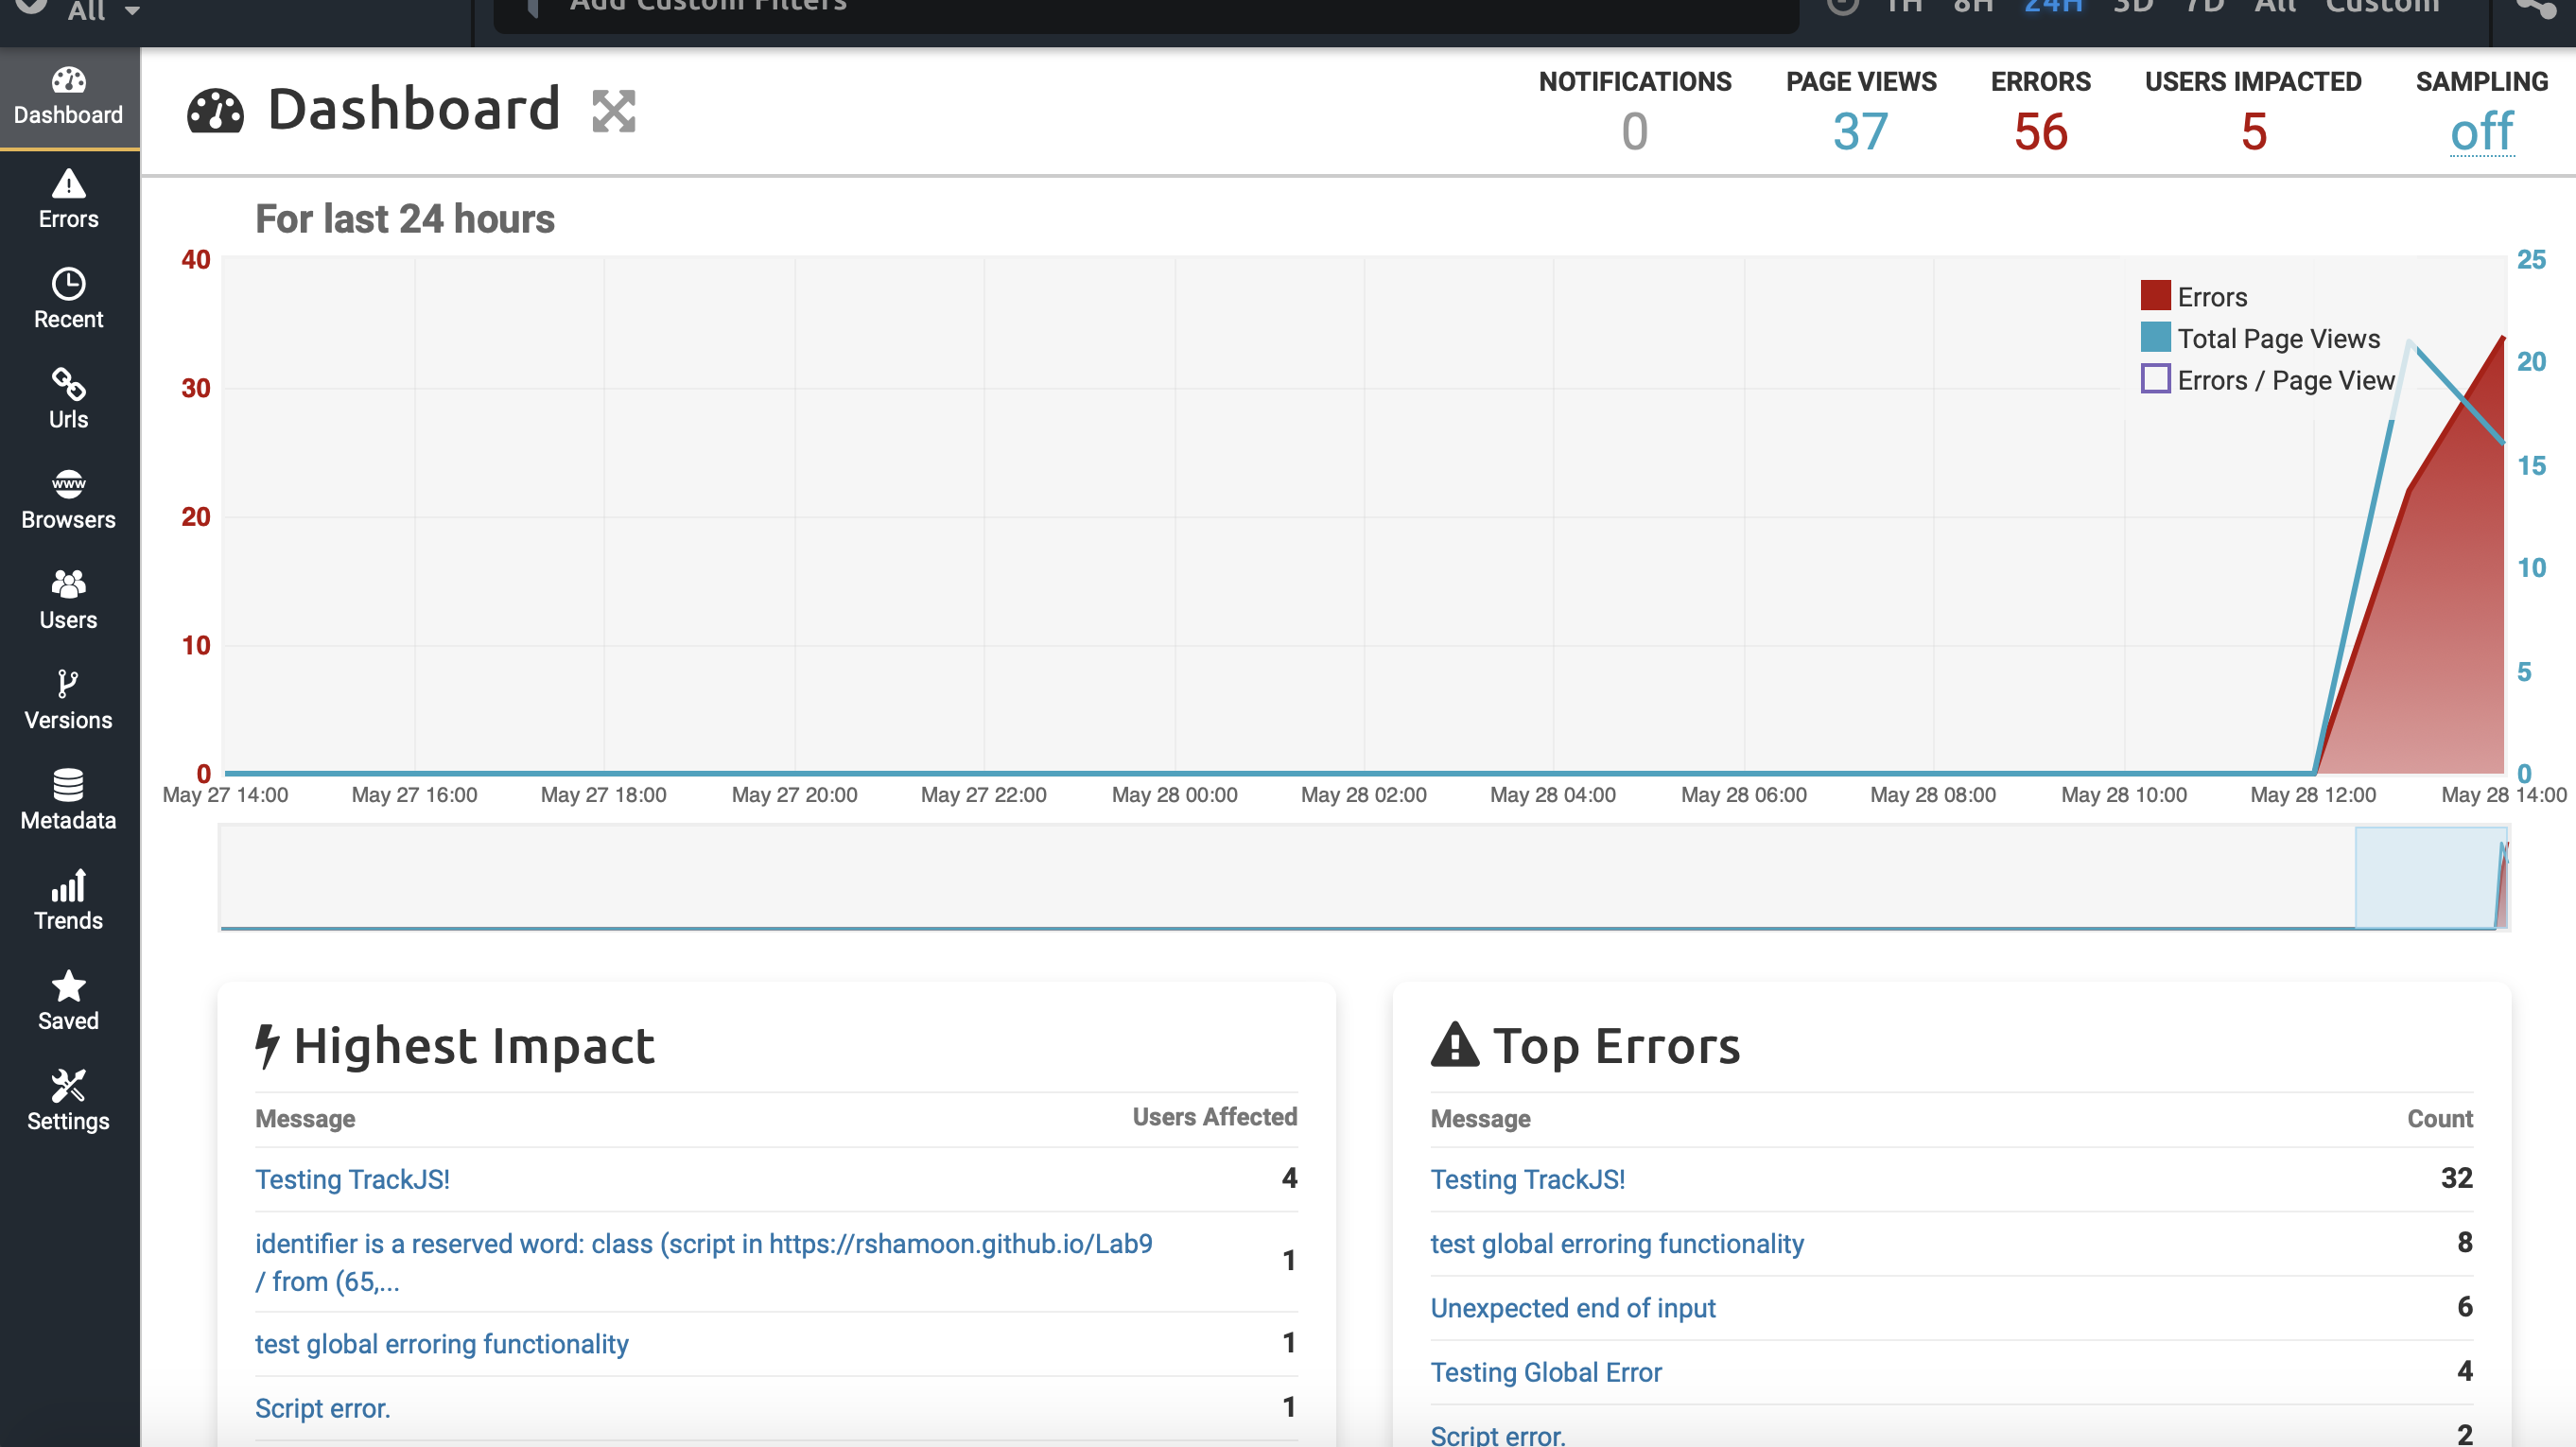 All
Add Custom Filters
1H 8H 24H 3D 7D All Custom
Dashboard
Errors
Recent
Urls
www
Browsers
Users
Versions
Metadata
Trends
Saved
Settings
Dashboard
NOTIFICATIONS
0
PAGE VIEWS
37
ERRORS
56
USERS IMPACTED
5
SAMPLING
off
For last 24 hours
40
30
20
10
0
25
20
15
10
5
0
Errors
Total Page Views
Errors / Page View
May 27 14:00 May 27 16:00 May 27 18:00 May 27 20:00 May 27 22:00 May 28 00:00 May 28 02:00 May 28 04:00 May 28 06:00 May 28 08:00 May 28 10:00 May 28 12:00 May 28 14:00
Highest Impact
Message Users Affected
Testing TrackJS! 4
identifier is a reserved word: class (script in https://rshamoon.github.io/Lab9
/ from (65,... 1
test global erroring functionality 1
Script error. 1
Top Errors
Message Count
Testing TrackJS! 32
test global erroring functionality 8
Unexpected end of input 6
Testing Global Error 4
Script error. 2